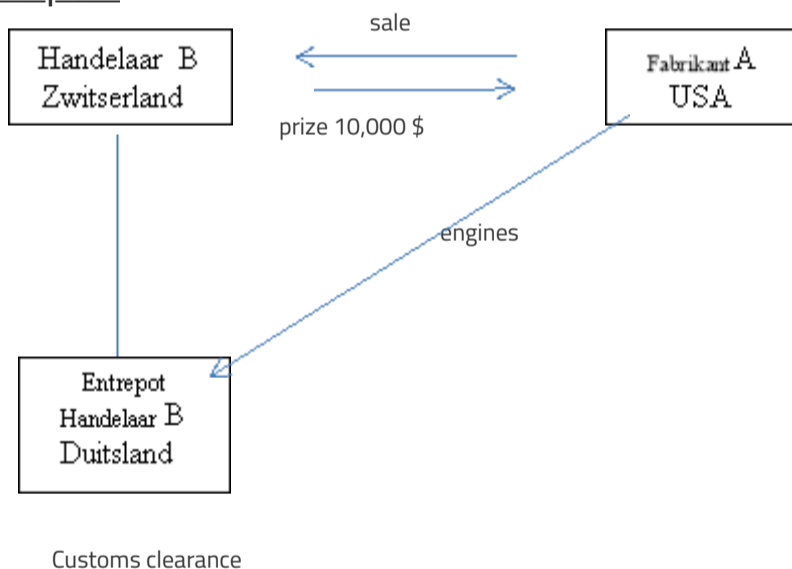 sale
Handelaar B
Zwitserland
Fabrikant A
USA
prize 10,000 $
engines
Entrepot
Handelaar B
Duitsland
Customs clearance